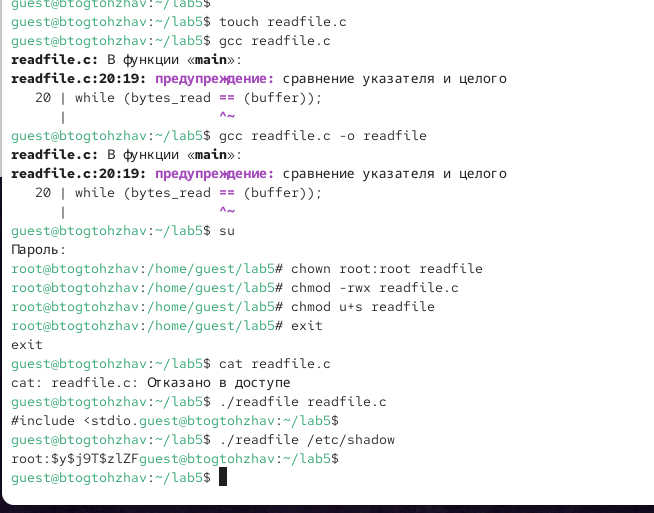 guest@btogtohzhav:~/lab5$
guest@btogtohzhav:~/lab5$ touch readfile.c
guest@btogtohzhav:~/lab5$ gcc readfile.c
readfile.c: В функции «main»:
readfile.c:20:19: предупреждение: сравнение указателя и целого
   20 | while (bytes_read == (buffer));
      |                   ^~
guest@btogtohzhav:~/lab5$ gcc readfile.c -o readfile
readfile.c: В функции «main»:
readfile.c:20:19: предупреждение: сравнение указателя и целого
   20 | while (bytes_read == (buffer));
      |                   ^~
guest@btogtohzhav:~/lab5$ su
Пароль:
root@btogtohzhav:/home/guest/lab5# chown root:root readfile
root@btogtohzhav:/home/guest/lab5# chmod -rwx readfile.c
root@btogtohzhav:/home/guest/lab5# chmod u+s readfile
root@btogtohzhav:/home/guest/lab5# exit
exit
guest@btogtohzhav:~/lab5$ cat readfile.c
cat: readfile.c: Отказано в доступе
guest@btogtohzhav:~/lab5$ ./readfile readfile.c
#include <stdio.guest@btogtohzhav:~/lab5$
guest@btogtohzhav:~/lab5$ ./readfile /etc/shadow
root:$y$j9T$zlZFguest@btogtohzhav:~/lab5$
guest@btogtohzhav:~/lab5$